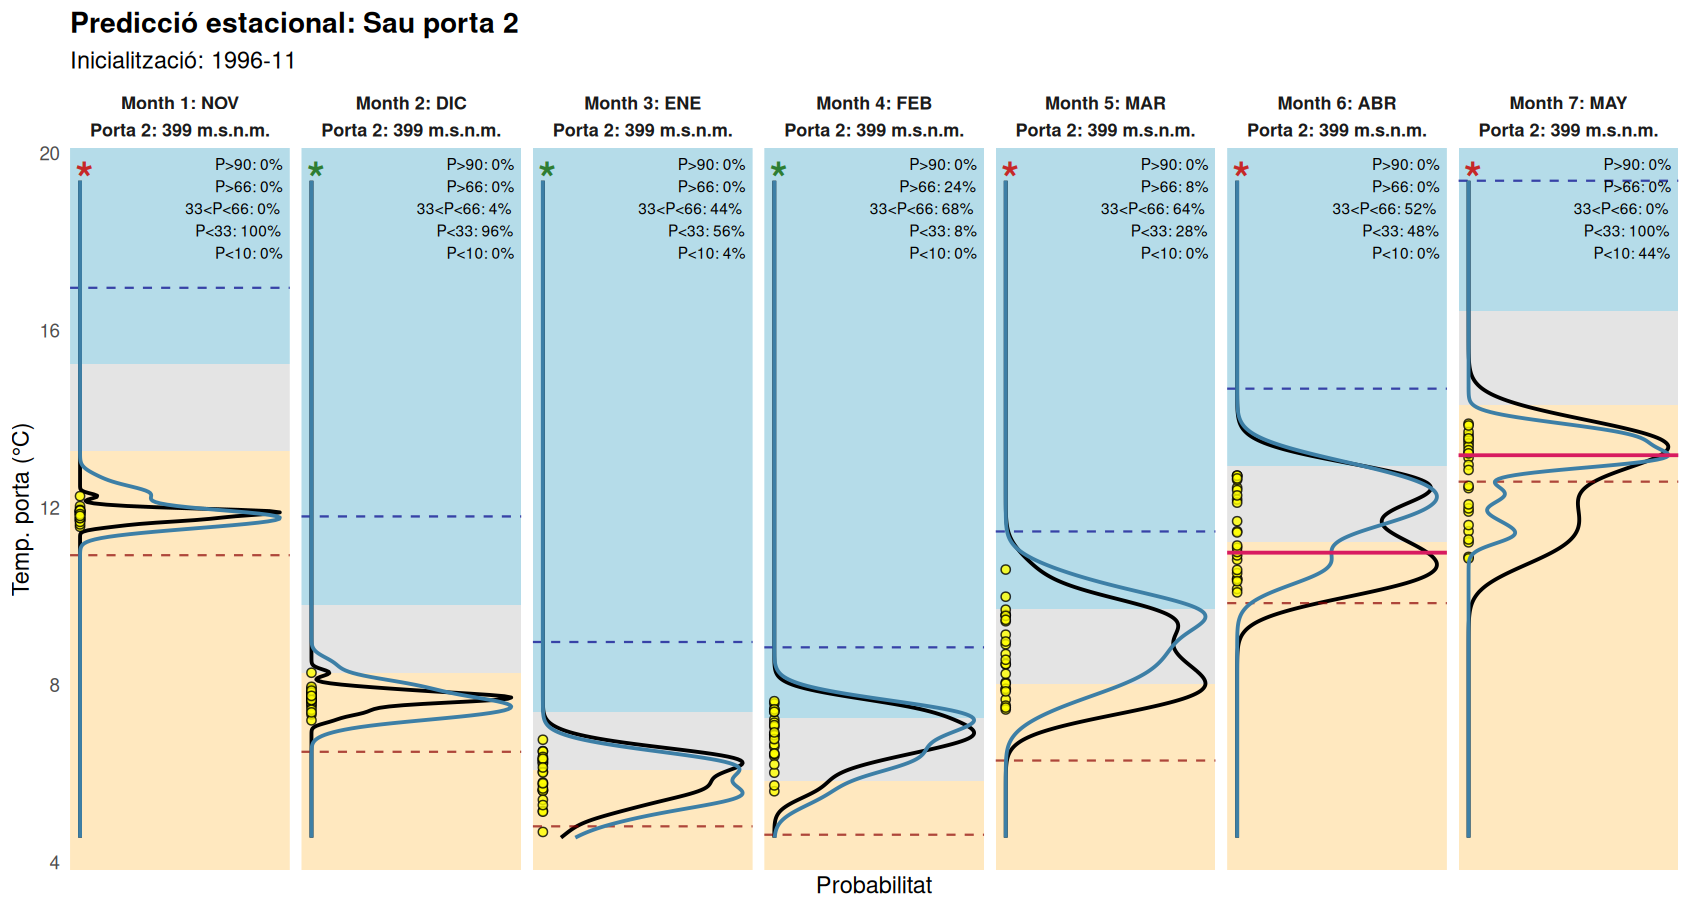 Predicció estacional: Sau porta 2
Inicialització: 1996-11
Month 1: NOV
Porta 2: 399 m.s.n.m.
Month 2: DIC
Porta 2: 399 m.s.n.m.
Month 3: ENE
Porta 2: 399 m.s.n.m.
Month 4: FEB
Porta 2: 399 m.s.n.m.
Month 5: MAR
Porta 2: 399 m.s.n.m.
Month 6: ABR
Porta 2: 399 m.s.n.m.
Month 7: MAY
Porta 2: 399 m.s.n.m.
*
P>90: 0%
P>66: 0%
33<P<66: 0%
P<33: 100%
P<10: 0%
*
P>90: 0%
P>66: 0%
33<P<66: 4%
P<33: 96%
P<10: 0%
*
P>90: 0%
P>66: 0%
33<P<66: 44%
P<33: 56%
P<10: 4%
*
P>90: 0%
P>66: 24%
33<P<66: 68%
P<33: 8%
P<10: 0%
*
P>90: 0%
P>66: 8%
33<P<66: 64%
P<33: 28%
P<10: 0%
*
P>90: 0%
P>66: 0%
33<P<66: 52%
P<33: 48%
P<10: 0%
*
P>90: 0%
P>66: 0%
33<P<66: 0%
P<33: 100%
P<10: 44%
20
16
12
8
4
Temp. porta (°C)
Probabilitat